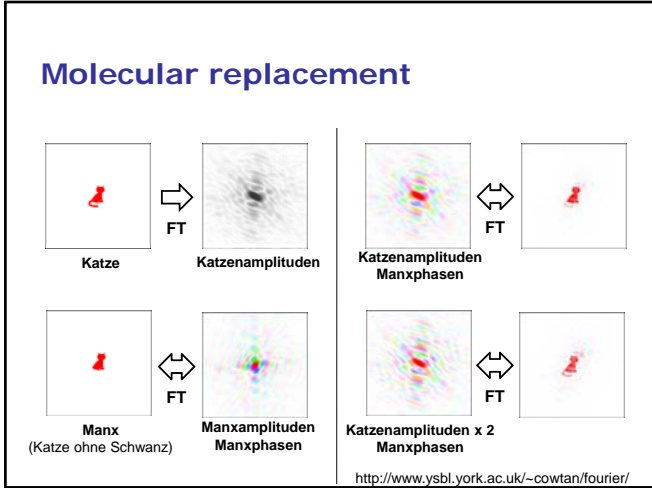 Molecular replacement
FT
Katze
Katzenamplituden
FT
Manx
(Katze ohne Schwanz)
Manxamplituden
Manxphasen
FT
Katzenamplituden
Manxphasen
FT
Katzenamplituden x 2
Manxphasen
http://www.ysbl.york.ac.uk/~cowtan/fourier/